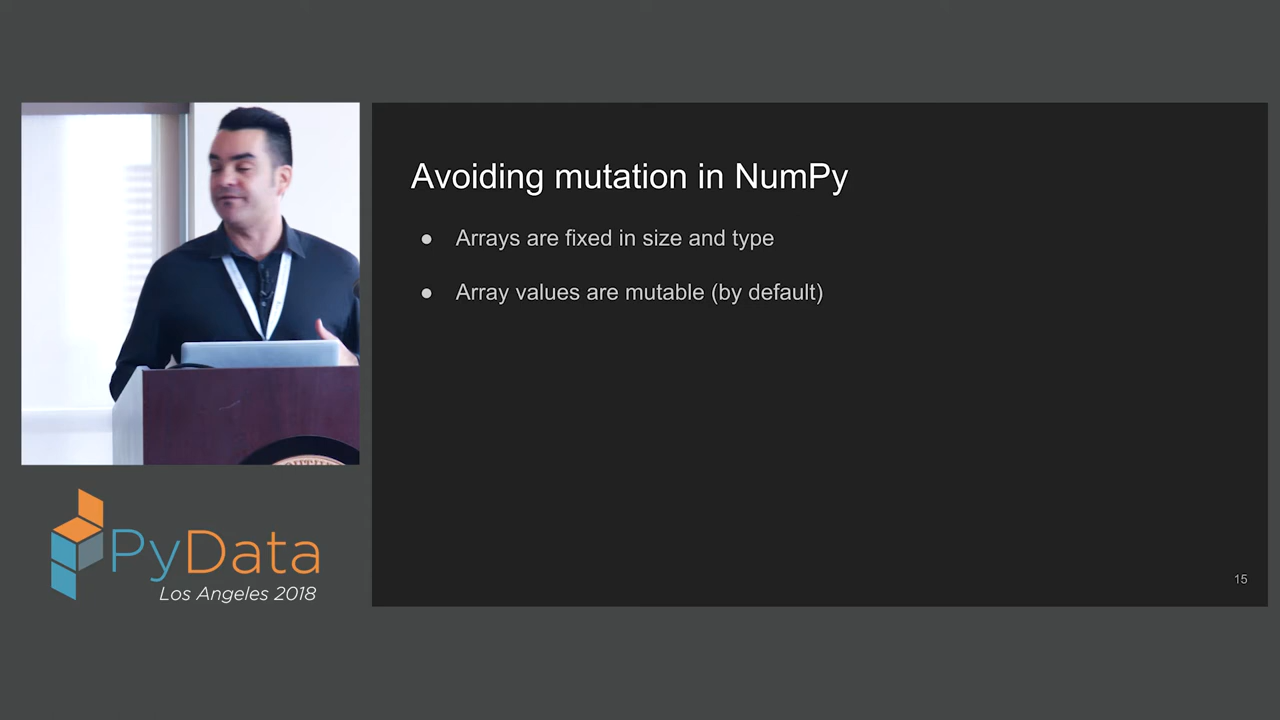 Avoiding mutation in NumPy
● Arrays are fixed in size and type
● Array values are mutable (by default)
15
PyData
Los Angeles 2018